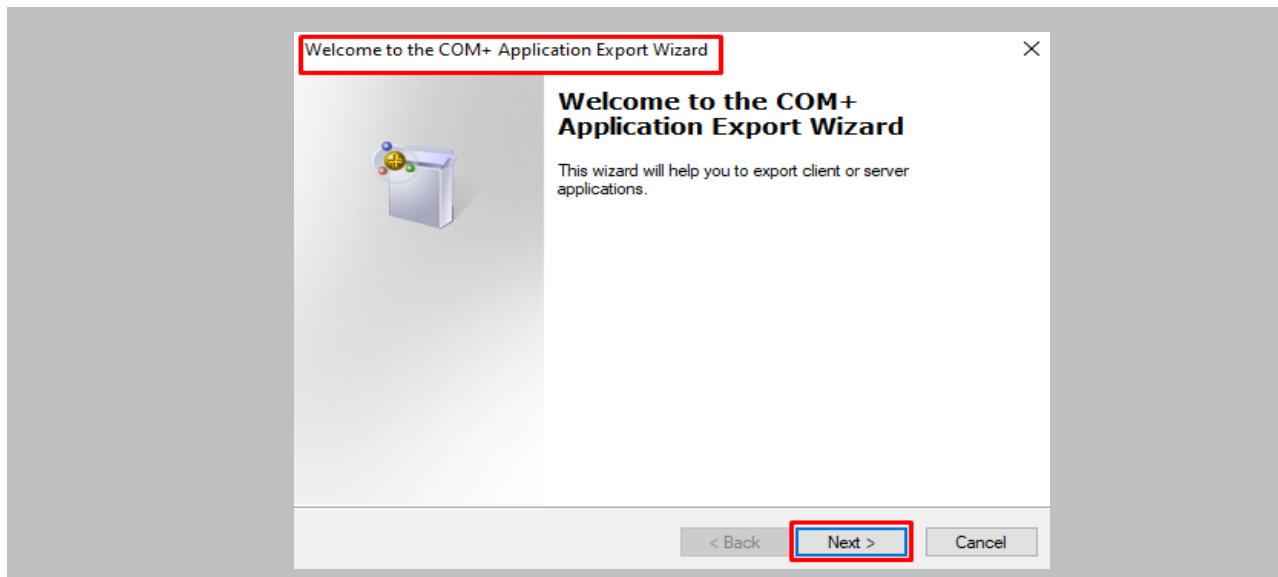 Welcome to the COM+ Application Export Wizard
Welcome to the COM+
Application Export Wizard
This wizard will help you to export client or server
applications.
< Back
Next >
Cancel